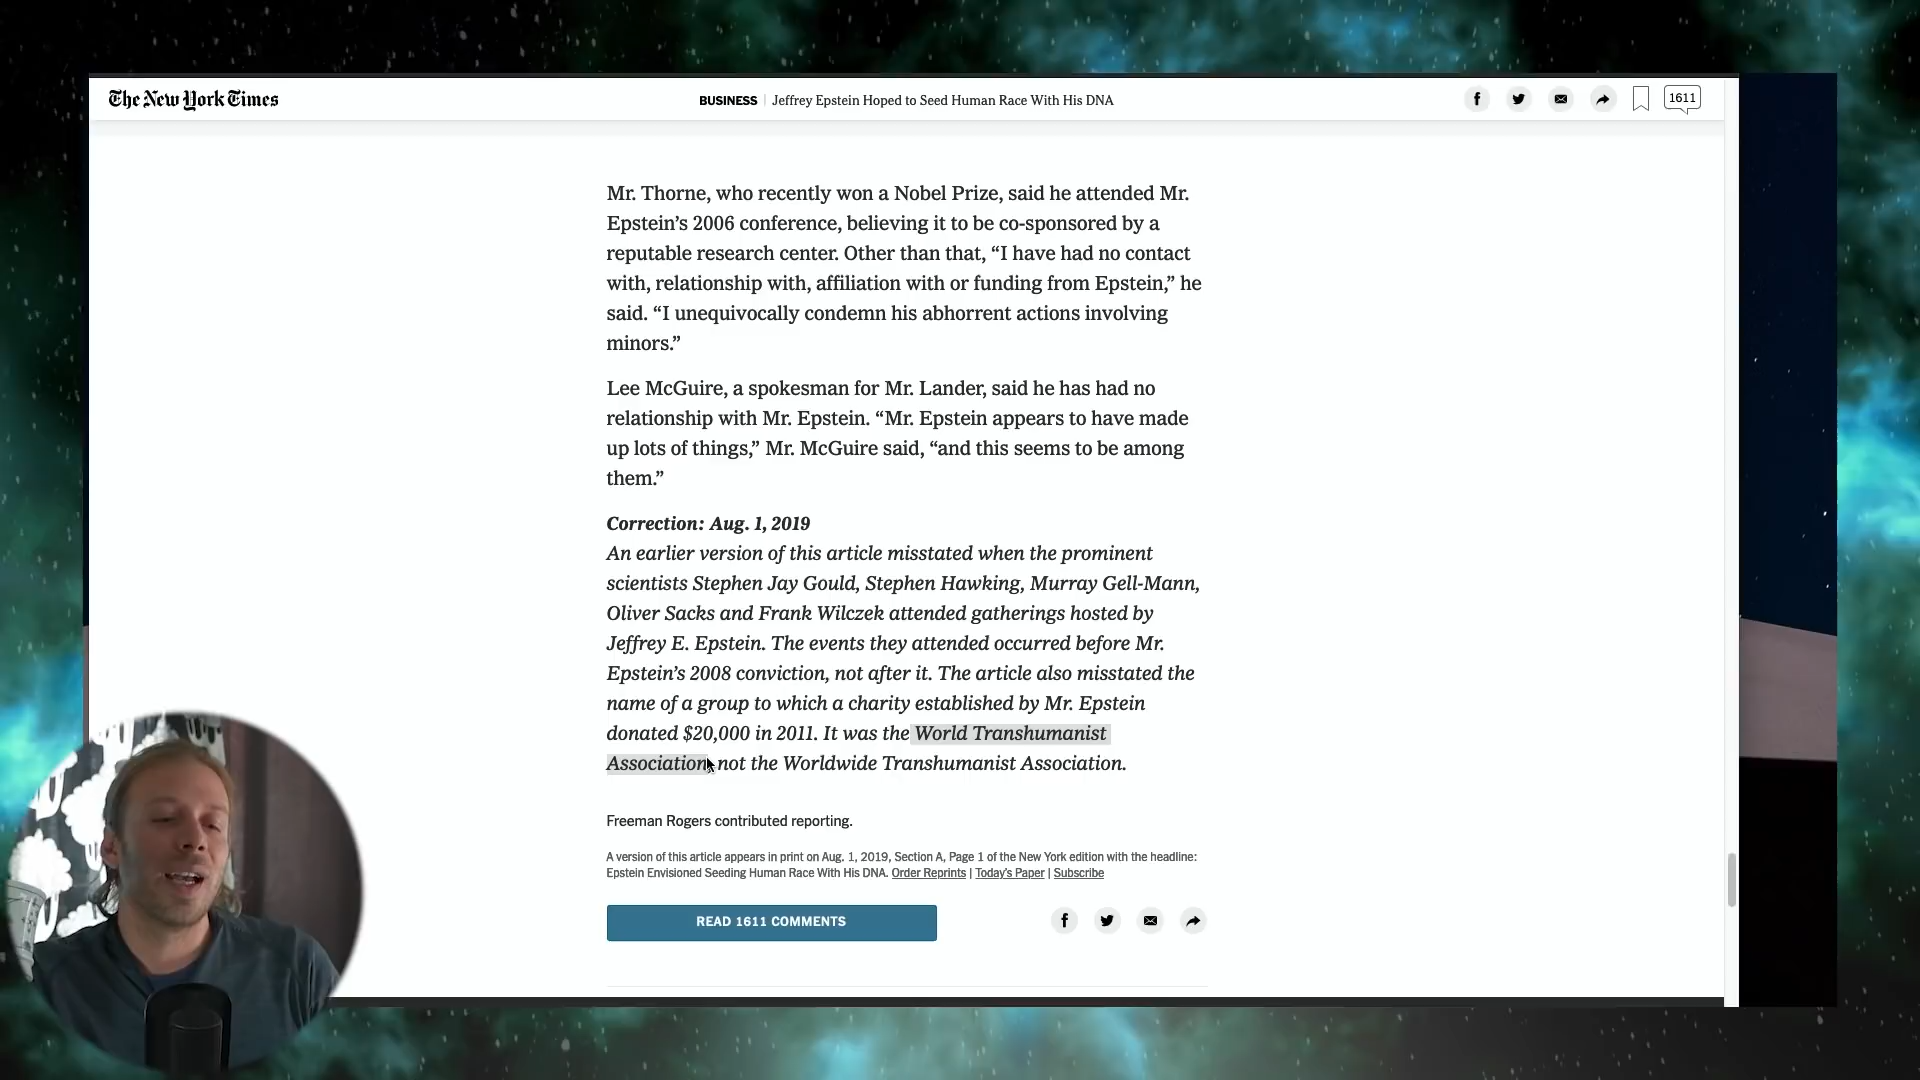 The New York Times
BUSINESS | Jeffrey Epstein Hoped to Seed Human Race With His DNA
1611
Mr. Thorne, who recently won a Nobel Prize, said he attended Mr.
Epstein’s 2006 conference, believing it to be co-sponsored by a
reputable research center. Other than that, “I have had no contact
with, relationship with, affiliation with or funding from Epstein,” he
said. “I unequivocally condemn his abhorrent actions involving
minors.”
Lee McGuire, a spokesman for Mr. Lander, said he has had no
relationship with Mr. Epstein. “Mr. Epstein appears to have made
up lots of things,” Mr. McGuire said, “and this seems to be among
them.”
Correction: Aug. 1, 2019
An earlier version of this article misstated when the prominent
scientists Stephen Jay Gould, Stephen Hawking, Murray Gell-Mann,
Oliver Sacks and Frank Wilczek attended gatherings hosted by
Jeffrey E. Epstein. The events they attended occurred before Mr.
Epstein’s 2008 conviction, not after it. The article also misstated the
name of a group to which a charity established by Mr. Epstein
donated $20,000 in 2011. It was the World Transhumanist
Association, not the Worldwide Transhumanist Association.
Freeman Rogers contributed reporting.
A version of this article appears in print on Aug. 1, 2019, Section A, Page 1 of the New York edition with the headline:
Epstein Envisioned Seeding Human Race With His DNA. Order Reprints | Today’s Paper | Subscribe
READ 1611 COMMENTS